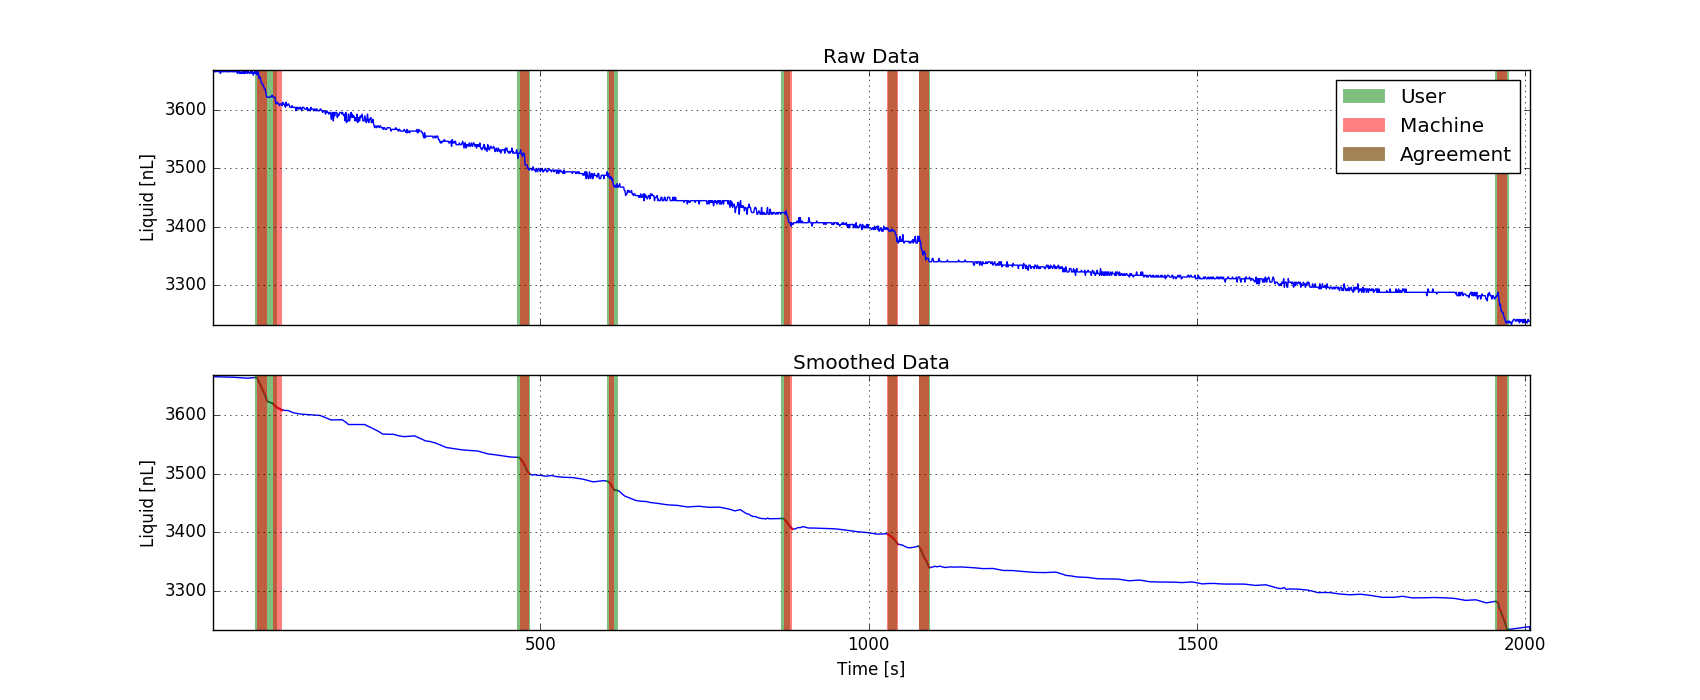 Raw Data
3600
3500
3400
3300
Liquid [nL]
User
Machine
Agreement
Smoothed Data
3600
3500
3400
3300
Liquid [nL]
500
1000
1500
2000
Time [s]